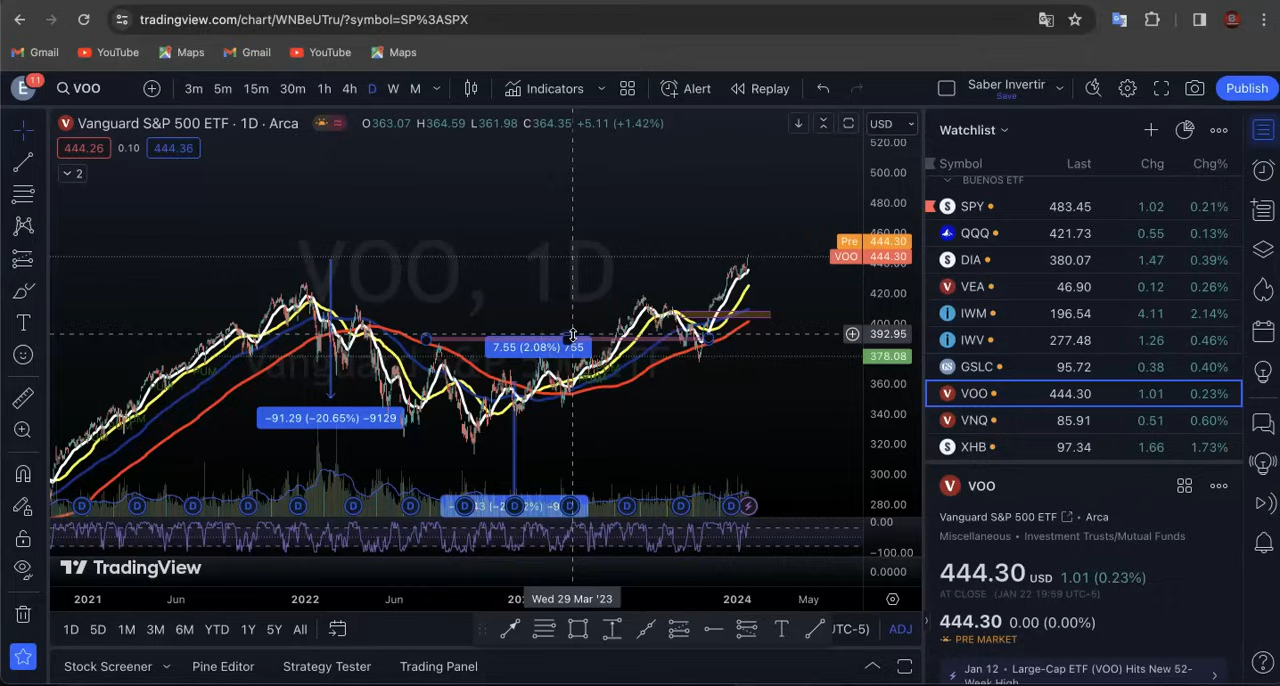 tradingview.com/chart/WNBeUTru/?symbol=SP%3ASPX
Gmail YouTube Maps Gmail YouTube Maps
E 11 VOO 3m 5m 15m 30m 1h 4h D W M Indicators Alert Replay Saber Invertir Save Publish
Vanguard S&P 500 ETF · 1D · Arca O363.07 H364.59 L361.98 C364.35 +5.11 (+1.42%) USD
444.26 0.10 444.36
2
520.00
500.00
480.00
460.00
Pre 444.30
VOO 444.30
440.00
420.00
400.00
392.95
378.08
360.00
340.00
320.00
300.00
280.00
0.00
−100.00
0.0000
VOO, 1D
Vanguard S&P 500 ETF
7.55 (2.08%) 755
−91.29 (−20.65%) −9129
D D D D D D D D D D D D D
TradingView
2021 Jun 2022 Jun Wed 29 Mar '23 2024 May
1D 5D 1M 3M 6M YTD 1Y 5Y All UTC-5) ADJ
Stock Screener Pine Editor Strategy Tester Trading Panel
Watchlist
Symbol Last Chg Chg%
BUENOS ETF
S SPY 483.45 1.02 0.21%
QQQ 421.73 0.55 0.13%
S DIA 380.07 1.47 0.39%
V VEA 46.90 0.12 0.26%
i IWM 196.54 4.11 2.14%
i IWV 277.48 1.26 0.46%
GS GSLC 95.72 0.38 0.40%
V VOO 444.30 1.01 0.23%
V VNQ 85.91 0.51 0.60%
S XHB 97.34 1.66 1.73%
V VOO
Vanguard S&P 500 ETF • Arca
Miscellaneous • Investment Trusts/Mutual Funds
444.30 USD 1.01 (0.23%)
AT CLOSE (JAN 22 19:59 UTC-5)
444.30 0.00 (0.00%)
PRE MARKET
Jan 12 • Large-Cap ETF (VOO) Hits New 52-
Week High